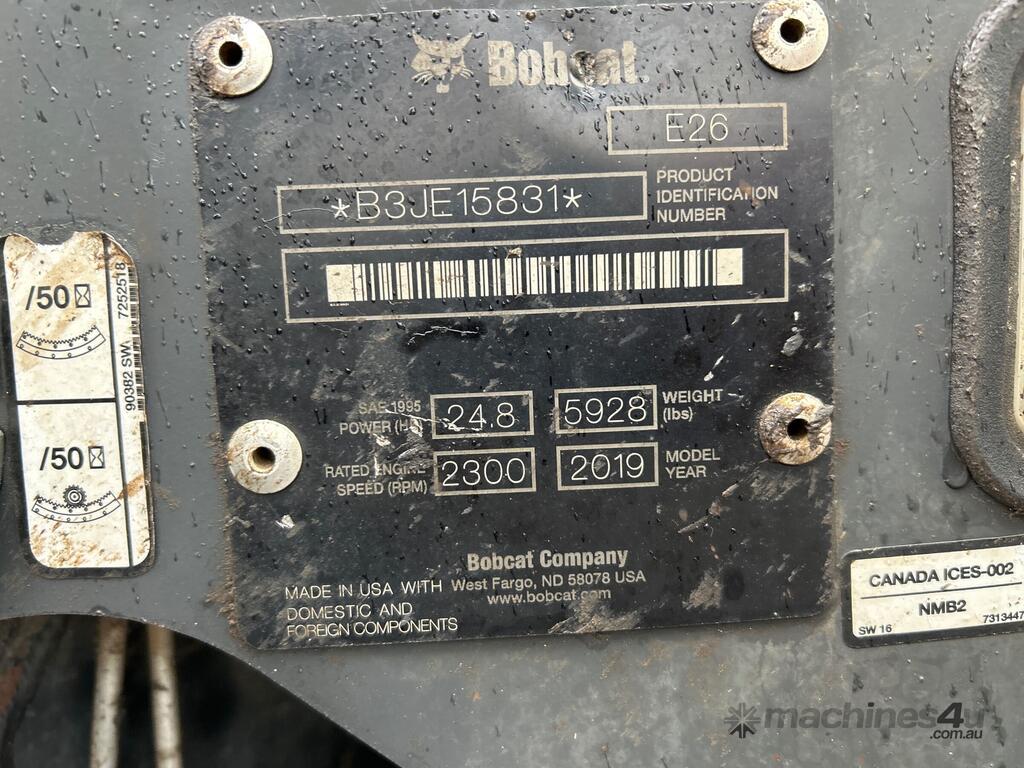 Bobcat.
E26
*B3JE15831*
PRODUCT
IDENTIFICATION
NUMBER
SAE 1995
POWER (HP)
24.8
5928
WEIGHT
(lbs)
RATED ENGINE
SPEED (RPM)
2300
2019
MODEL
YEAR
Bobcat Company
West Fargo, ND 58078 USA
www.bobcat.com
MADE IN USA WITH
DOMESTIC AND
FOREIGN COMPONENTS
/50
/50
90382 SW
7252518
CANADA ICES-002
NMB2
SW 16
7313447
machines4u
.com.au